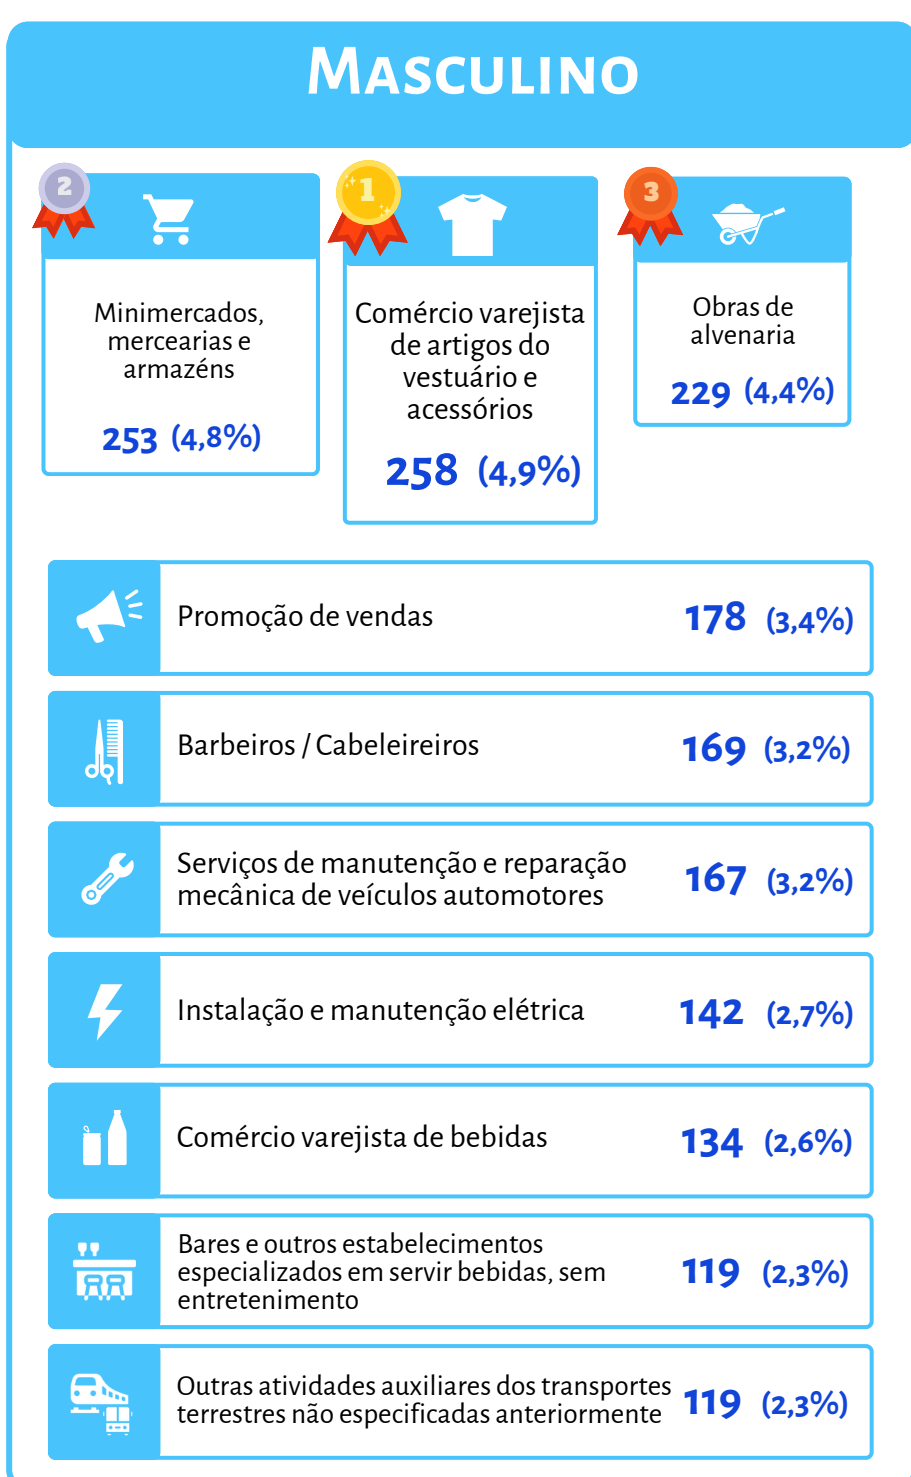 Masculino
2
Minimercados,
mercearias e
armazéns
253 (4,8%)
1
Comércio varejista
de artigos do
vestuário e
acessórios
258 (4,9%)
3
Obras de
alvenaria
229 (4,4%)
Promoção de vendas 178 (3,4%)
Barbeiros / Cabeleireiros 169 (3,2%)
Serviços de manutenção e reparação
mecânica de veículos automotores 167 (3,2%)
Instalação e manutenção elétrica 142 (2,7%)
Comércio varejista de bebidas 134 (2,6%)
Bares e outros estabelecimentos
especializados em servir bebidas, sem
entretenimento 119 (2,3%)
Outras atividades auxiliares dos transportes
terrestres não especificadas anteriormente 119 (2,3%)